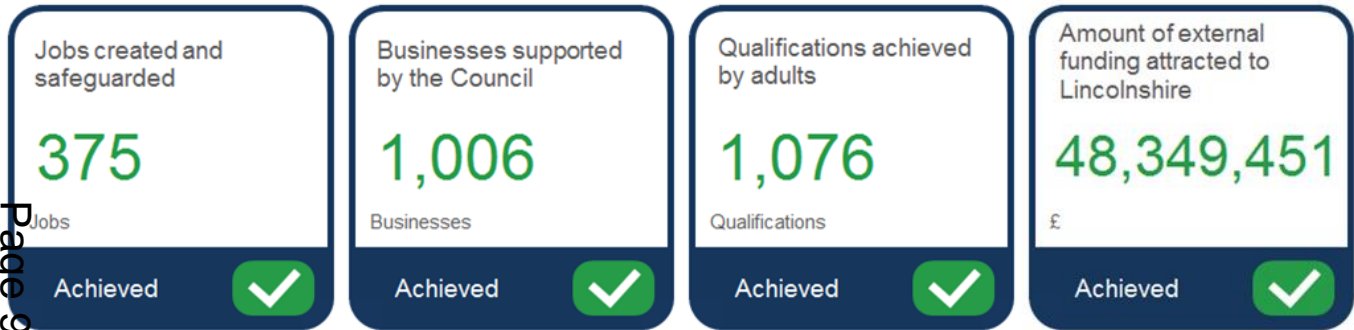 Jobs created and
safeguarded
375
Jobs
Achieved
Businesses supported
by the Council
1,006
Businesses
Achieved
Qualifications achieved
by adults
1,076
Qualifications
Achieved
Amount of external
funding attracted to
Lincolnshire
48,349,451
£
Achieved
Page